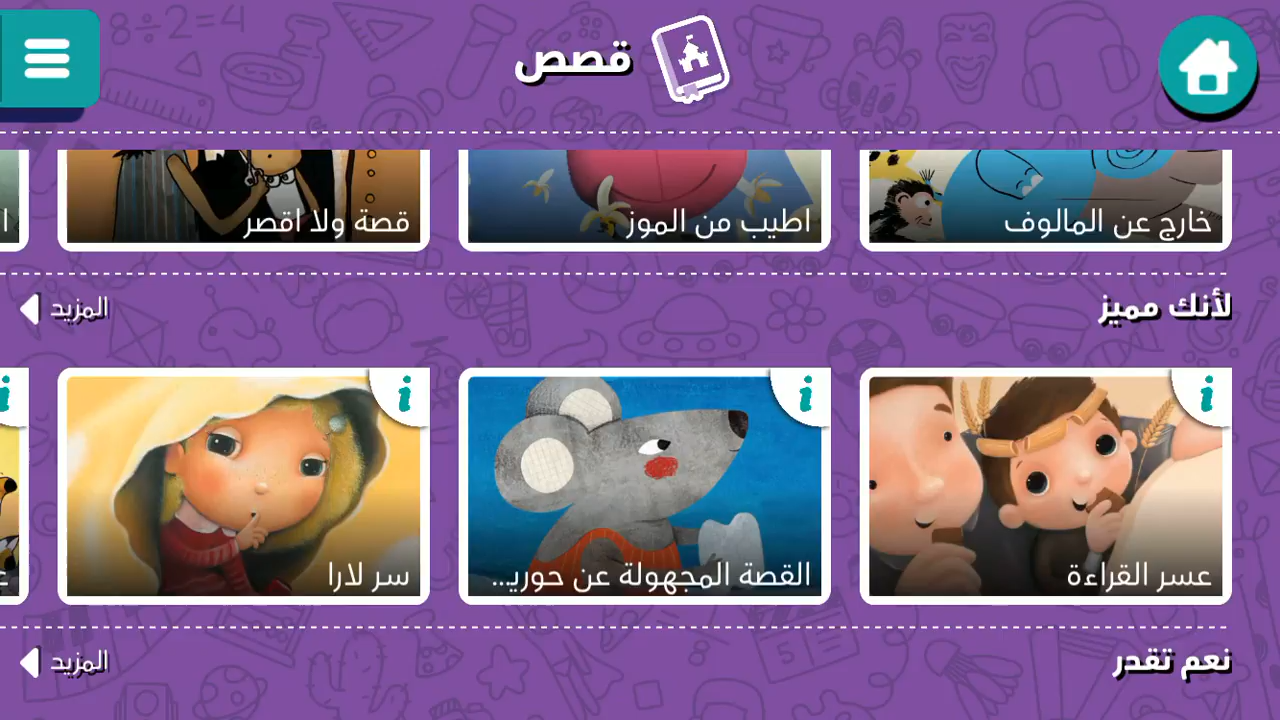 قصص
خارج عن المالوف
اطيب من الموز
قصة ولا اقصر
لأنك مميز
المزيد
عسر القراءة
القصة المجهولة عن حوريـ...
سر لارا
نعم تقدر
المزيد